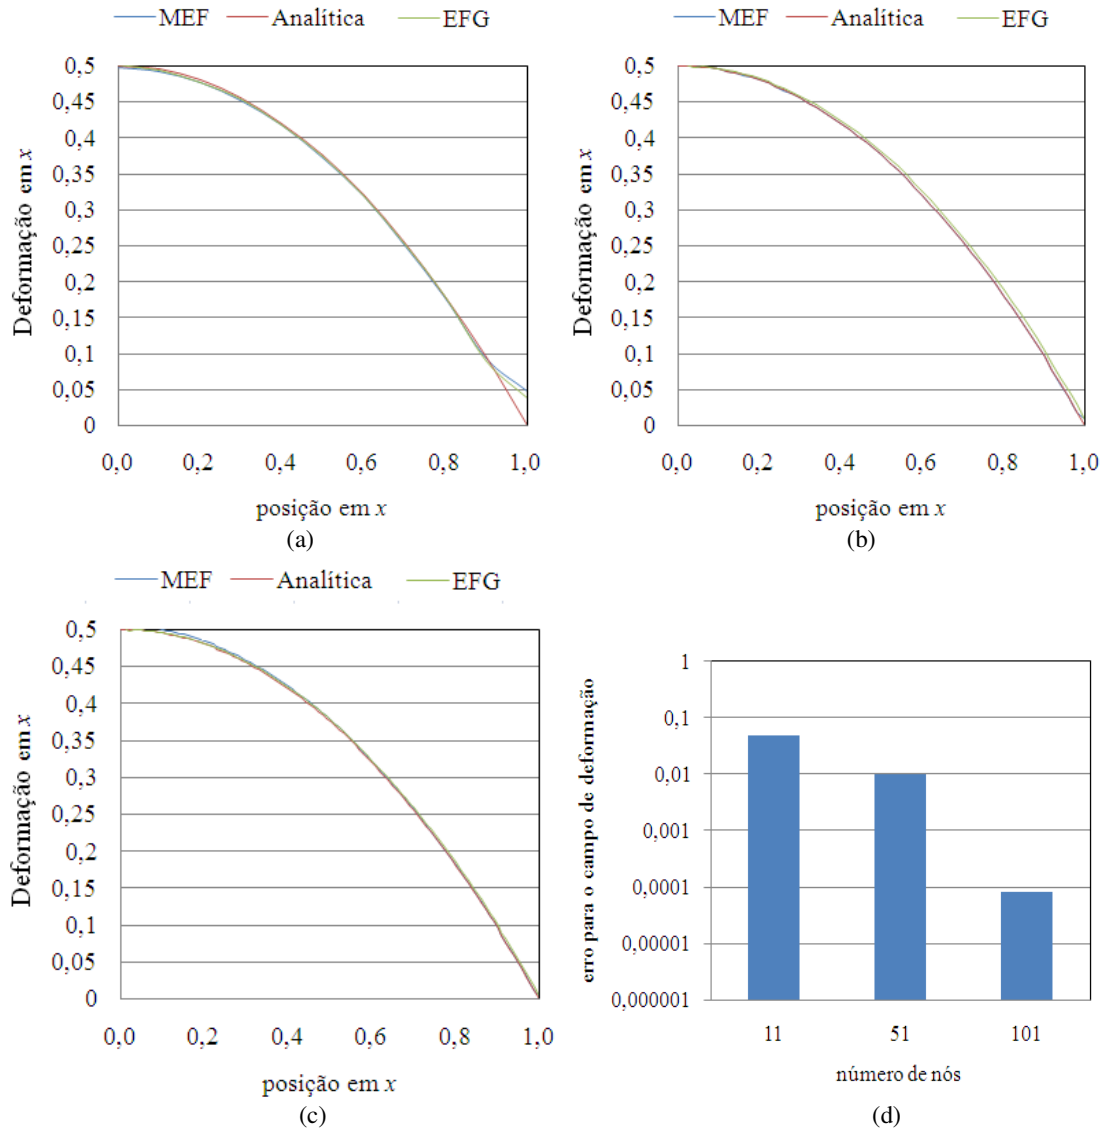 MEF Analítica EFG
0,5
0,45
0,4
0,35
0,3
0,25
0,2
0,15
0,1
0,05
0
Deformação em x
0,0 0,2 0,4 0,6 0,8 1,0
posição em x
(a)
MEF Analítica EFG
0,5
0,45
0,4
0,35
0,3
0,25
0,2
0,15
0,1
0,05
0
Deformação em x
0,0 0,2 0,4 0,6 0,8 1,0
posição em x
(b)
MEF Analítica EFG
0,5
0,45
0,4
0,35
0,3
0,25
0,2
0,15
0,1
0,05
0
Deformação em x
0,0 0,2 0,4 0,6 0,8 1,0
posição em x
(c)
1
0,1
0,01
0,001
0,0001
0,00001
0,000001
erro para o campo de deformação
11 51 101
número de nós
(d)